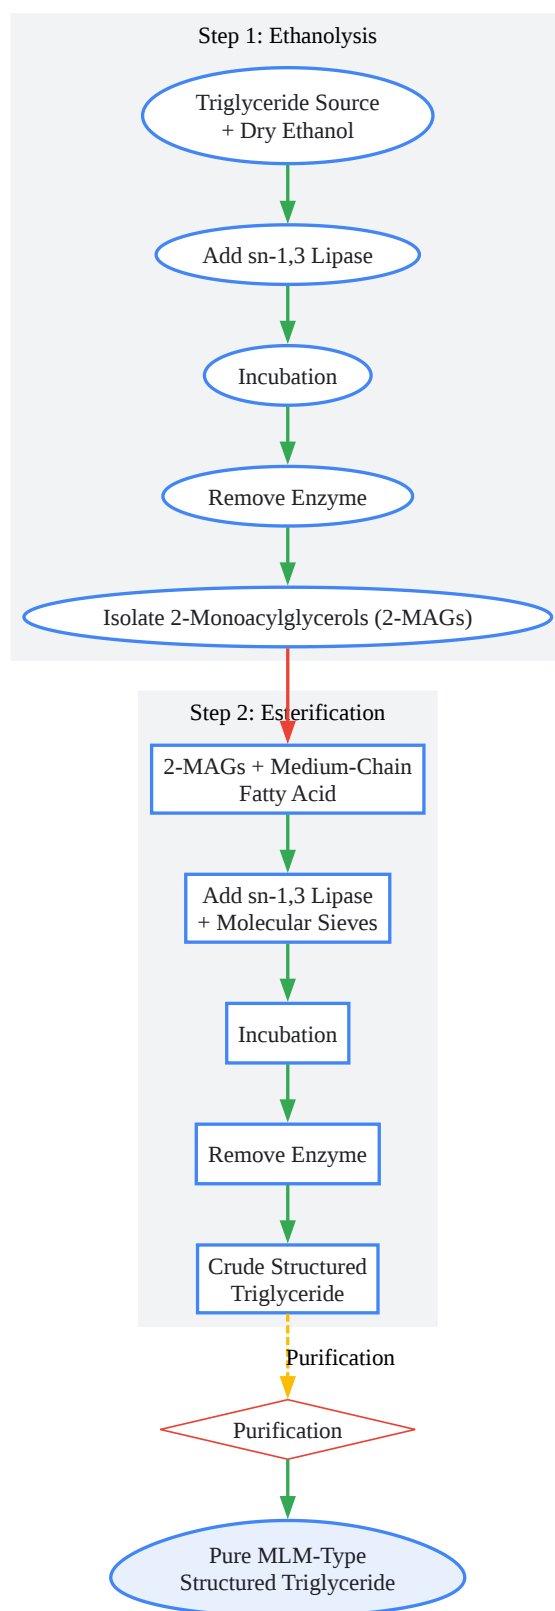 Step 1: Ethanolysis
Triglyceride Source
+ Dry Ethanol
Add sn-1,3 Lipase
Incubation
Remove Enzyme
Isolate 2-Monoacylglycerols (2-MAGs)
Step 2: Esterification
2-MAGs + Medium-Chain
Fatty Acid
Add sn-1,3 Lipase
+ Molecular Sieves
Incubation
Remove Enzyme
Crude Structured
Triglyceride
Purification
Purification
Pure MLM-Type
Structured Triglyceride